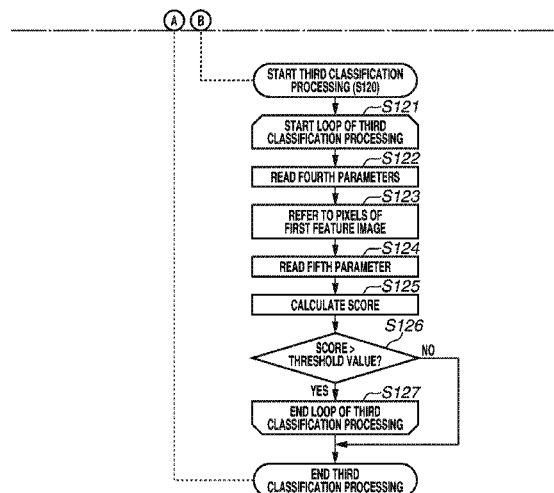 A B
START THIRD CLASSIFICATION
PROCESSING (S120)
S121
START LOOP OF THIRD
CLASSIFICATION PROCESSING
S122
READ FOURTH PARAMETERS
S123
REFER TO PIXELS OF
FIRST FEATURE IMAGE
S124
READ FIFTH PARAMETER
S125
CALCULATE SCORE
S126
SCORE >
THRESHOLD VALUE?
NO
YES
S127
END LOOP OF THIRD
CLASSIFICATION PROCESSING
END THIRD
CLASSIFICATION PROCESSING